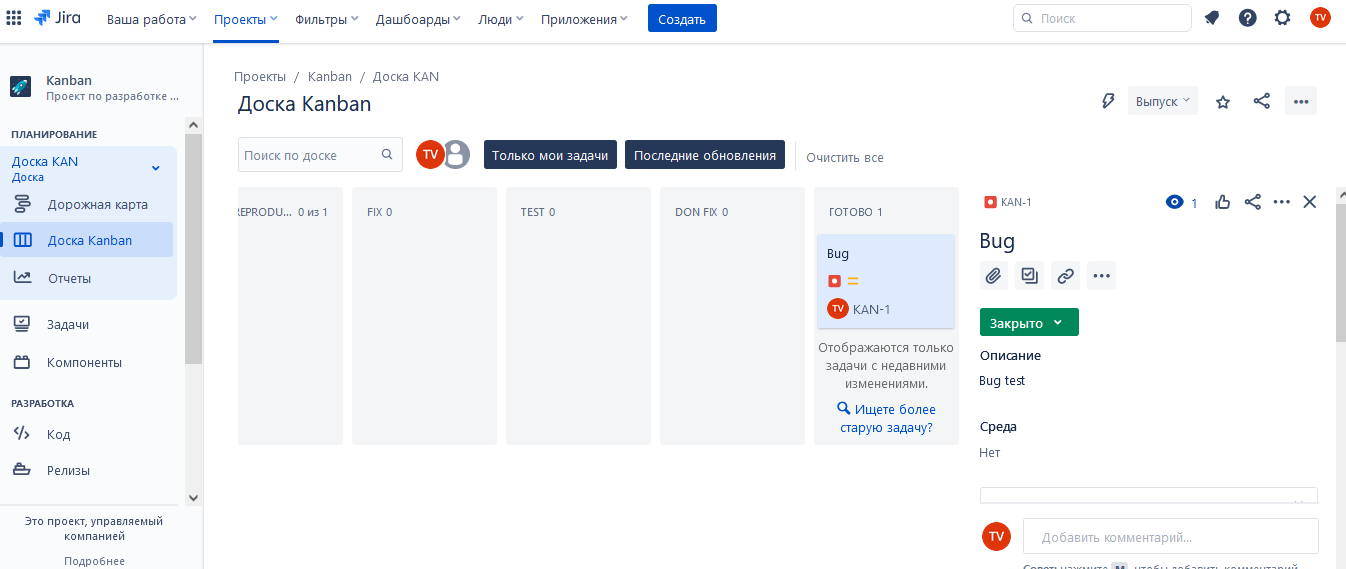 Jira
Ваша работа
Проекты
Фильтры
Дашборды
Люди
Приложения
Создать
Поиск
TV
Kanban
Проект по разработке ...
ПЛАНИРОВАНИЕ
Доска KAN
Доска
Дорожная карта
Доска Kanban
Отчеты
Задачи
Компоненты
РАЗРАБОТКА
Код
Релизы
Это проект, управляемый
компанией
Подробнее
Проекты / Kanban / Доска KAN
Доска Kanban
Выпуск
Поиск по доске
TV
Только мои задачи
Последние обновления
Очистить все
REPRODU... 0 из 1
FIX 0
TEST 0
DON FIX 0
ГОТОВО 1
Bug
TV KAN-1
Отображаются только
задачи с недавними
изменениями.
Ищете более
старую задачу?
KAN-1
1
Bug
Закрыто
Описание
Bug test
Среда
Нет
TV
Добавить комментарий...
Совет: нажмите M, чтобы добавить комментарий